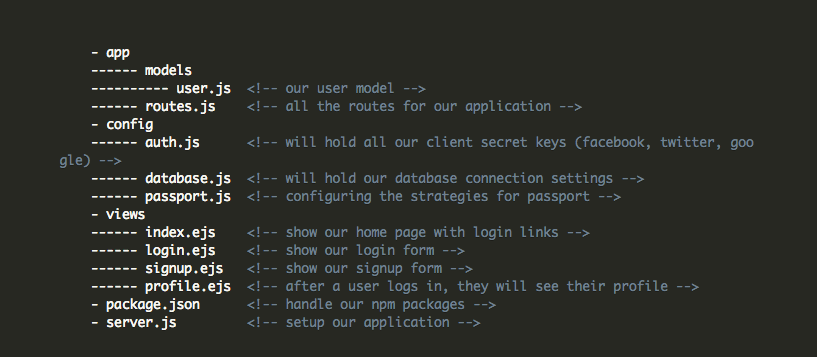 - app
------ models
---------- user.js <!-- our user model -->
------ routes.js <!-- all the routes for our application -->
- config
------ auth.js <!-- will hold all our client secret keys (facebook, twitter, goo
gle) -->
------ database.js <!-- will hold our database connection settings -->
------ passport.js <!-- configuring the strategies for passport -->
- views
------ index.ejs <!-- show our home page with login links -->
------ login.ejs <!-- show our login form -->
------ signup.ejs <!-- show our signup form -->
------ profile.ejs <!-- after a user logs in, they will see their profile -->
- package.json <!-- handle our npm packages -->
- server.js <!-- setup our application -->